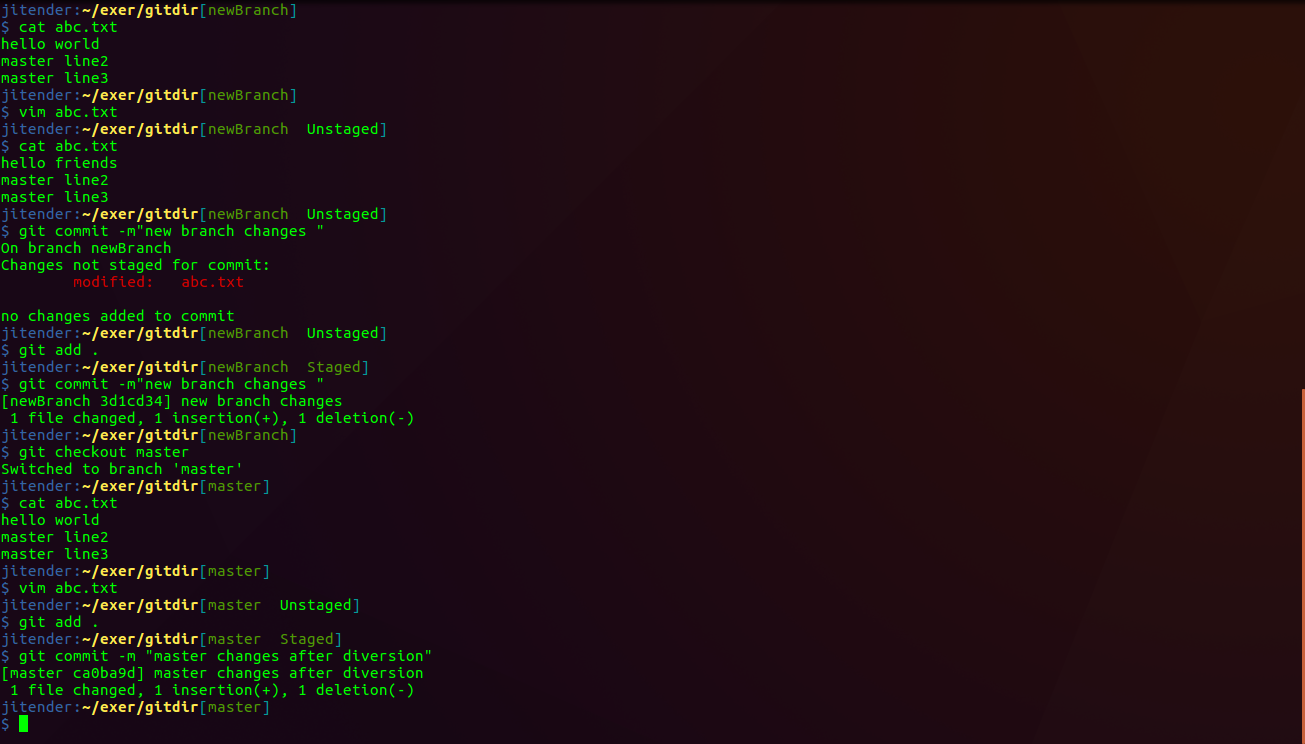 jitender:~/exer/gitdir[newBranch]
$ cat abc.txt
hello world
master line2
master line3
jitender:~/exer/gitdir[newBranch]
$ vim abc.txt
jitender:~/exer/gitdir[newBranch  Unstaged]
$ cat abc.txt
hello friends
master line2
master line3
jitender:~/exer/gitdir[newBranch  Unstaged]
$ git commit -m"new branch changes "
On branch newBranch
Changes not staged for commit:
        modified:   abc.txt

no changes added to commit
jitender:~/exer/gitdir[newBranch  Unstaged]
$ git add .
jitender:~/exer/gitdir[newBranch  Staged]
$ git commit -m"new branch changes "
[newBranch 3d1cd34] new branch changes
 1 file changed, 1 insertion(+), 1 deletion(-)
jitender:~/exer/gitdir[newBranch]
$ git checkout master
Switched to branch 'master'
jitender:~/exer/gitdir[master]
$ cat abc.txt
hello world
master line2
master line3
jitender:~/exer/gitdir[master]
$ vim abc.txt
jitender:~/exer/gitdir[master  Unstaged]
$ git add .
jitender:~/exer/gitdir[master  Staged]
$ git commit -m "master changes after diversion"
[master ca0ba9d] master changes after diversion
 1 file changed, 1 insertion(+), 1 deletion(-)
jitender:~/exer/gitdir[master]
$